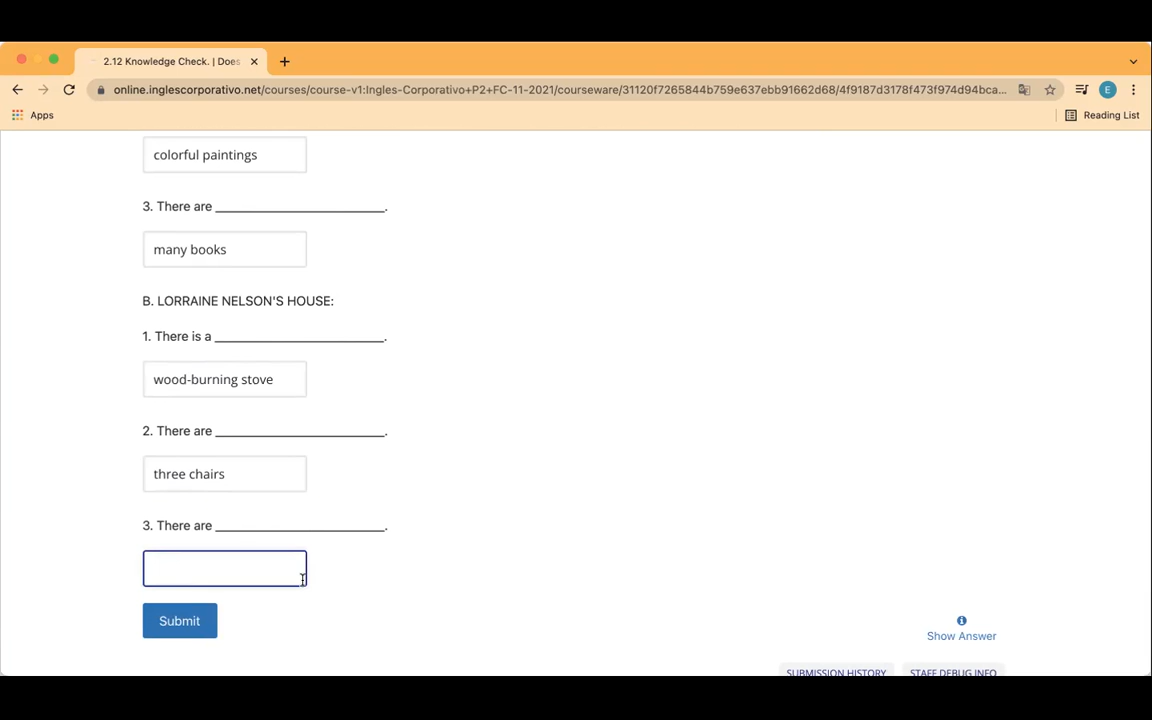 2.12 Knowledge Check. | Does
online.inglescorporativo.net/courses/course-v1:Ingles-Corporativo+P2+FC-11-2021/courseware/31120f7265844b759e637ebb91662d68/4f9187d3178f473f974d94bca...
E
Apps
Reading List
colorful paintings
3. There are ________________________.
many books
B. LORRAINE NELSON'S HOUSE:
1. There is a ________________________.
wood-burning stove
2. There are ________________________.
three chairs
3. There are ________________________.
Submit
Show Answer
SUBMISSION HISTORY STAFF DEBUG INFO